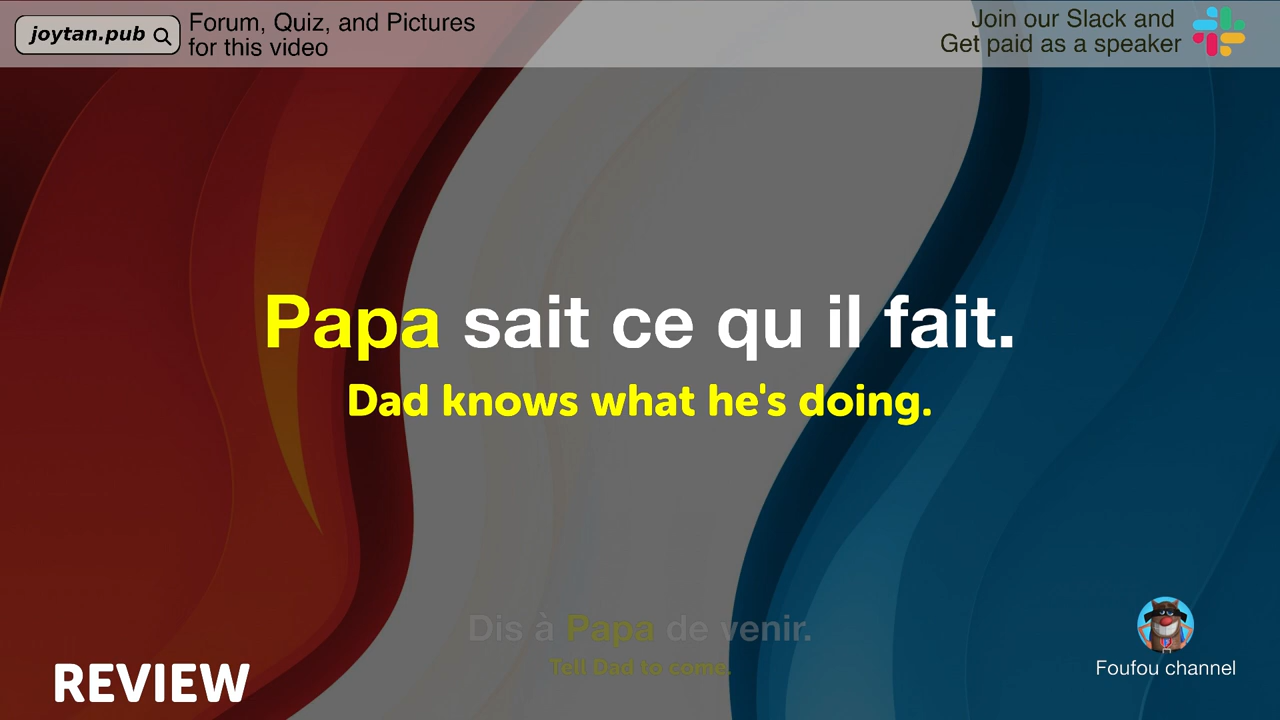 joytan.pub
Forum, Quiz, and Pictures
for this video
Join our Slack and
Get paid as a speaker
Papa sait ce qu il fait.
Dad knows what he's doing.
Dis à Papa de venir.
Tell Dad to come.
REVIEW
Foufou channel